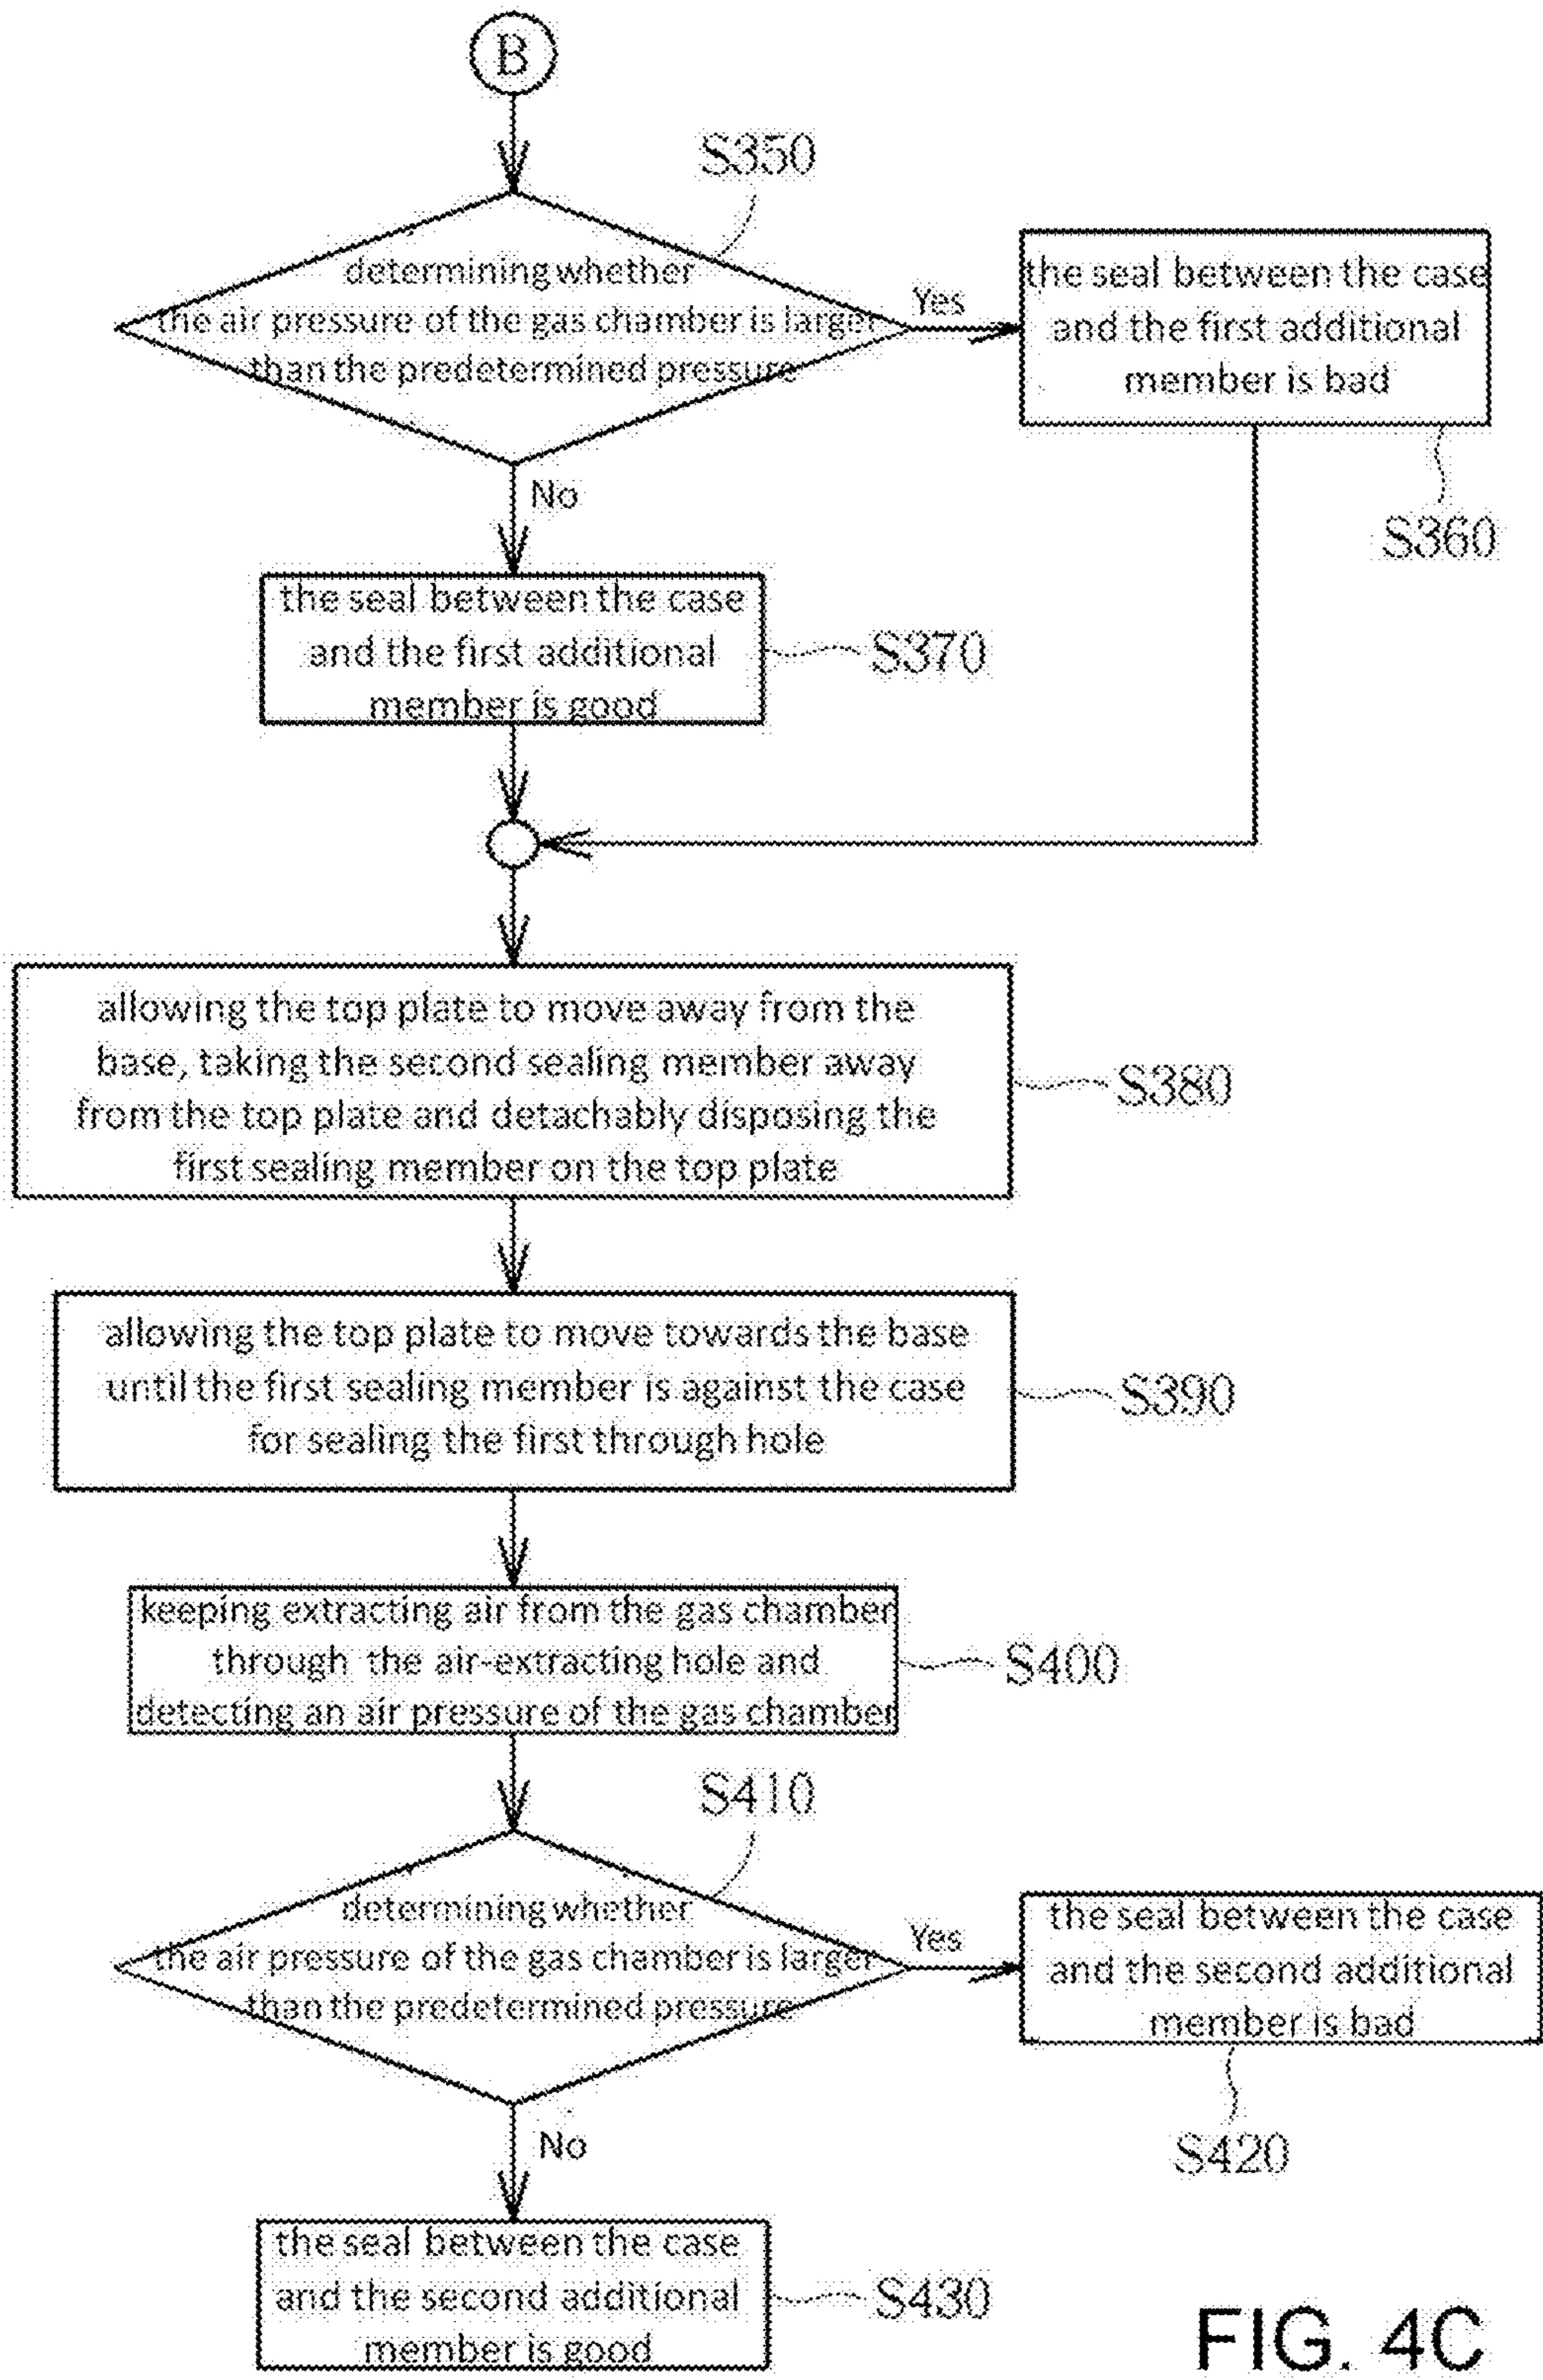 B
S350
determining whether
the air pressure of the gas chamber is larger
than the predetermined pressure
Yes
the seal between the case
and the first additional
member is bad
S360
No
the seal between the case
and the first additional
member is good
S370
allowing the top plate to move away from the
base, taking the second sealing member away
from the top plate and detachably disposing the
first sealing member on the top plate
S380
allowing the top plate to move towards the base
until the first sealing member is against the case
for sealing the first through hole
S390
keeping extracting air from the gas chamber
through the air-extracting hole and
detecting an air pressure of the gas chamber
S400
S410
determining whether
the air pressure of the gas chamber is larger
than the predetermined pressure
Yes
the seal between the case
and the second additional
member is bad
S420
No
the seal between the case
and the second additional
member is good
S430
FIG. 4C